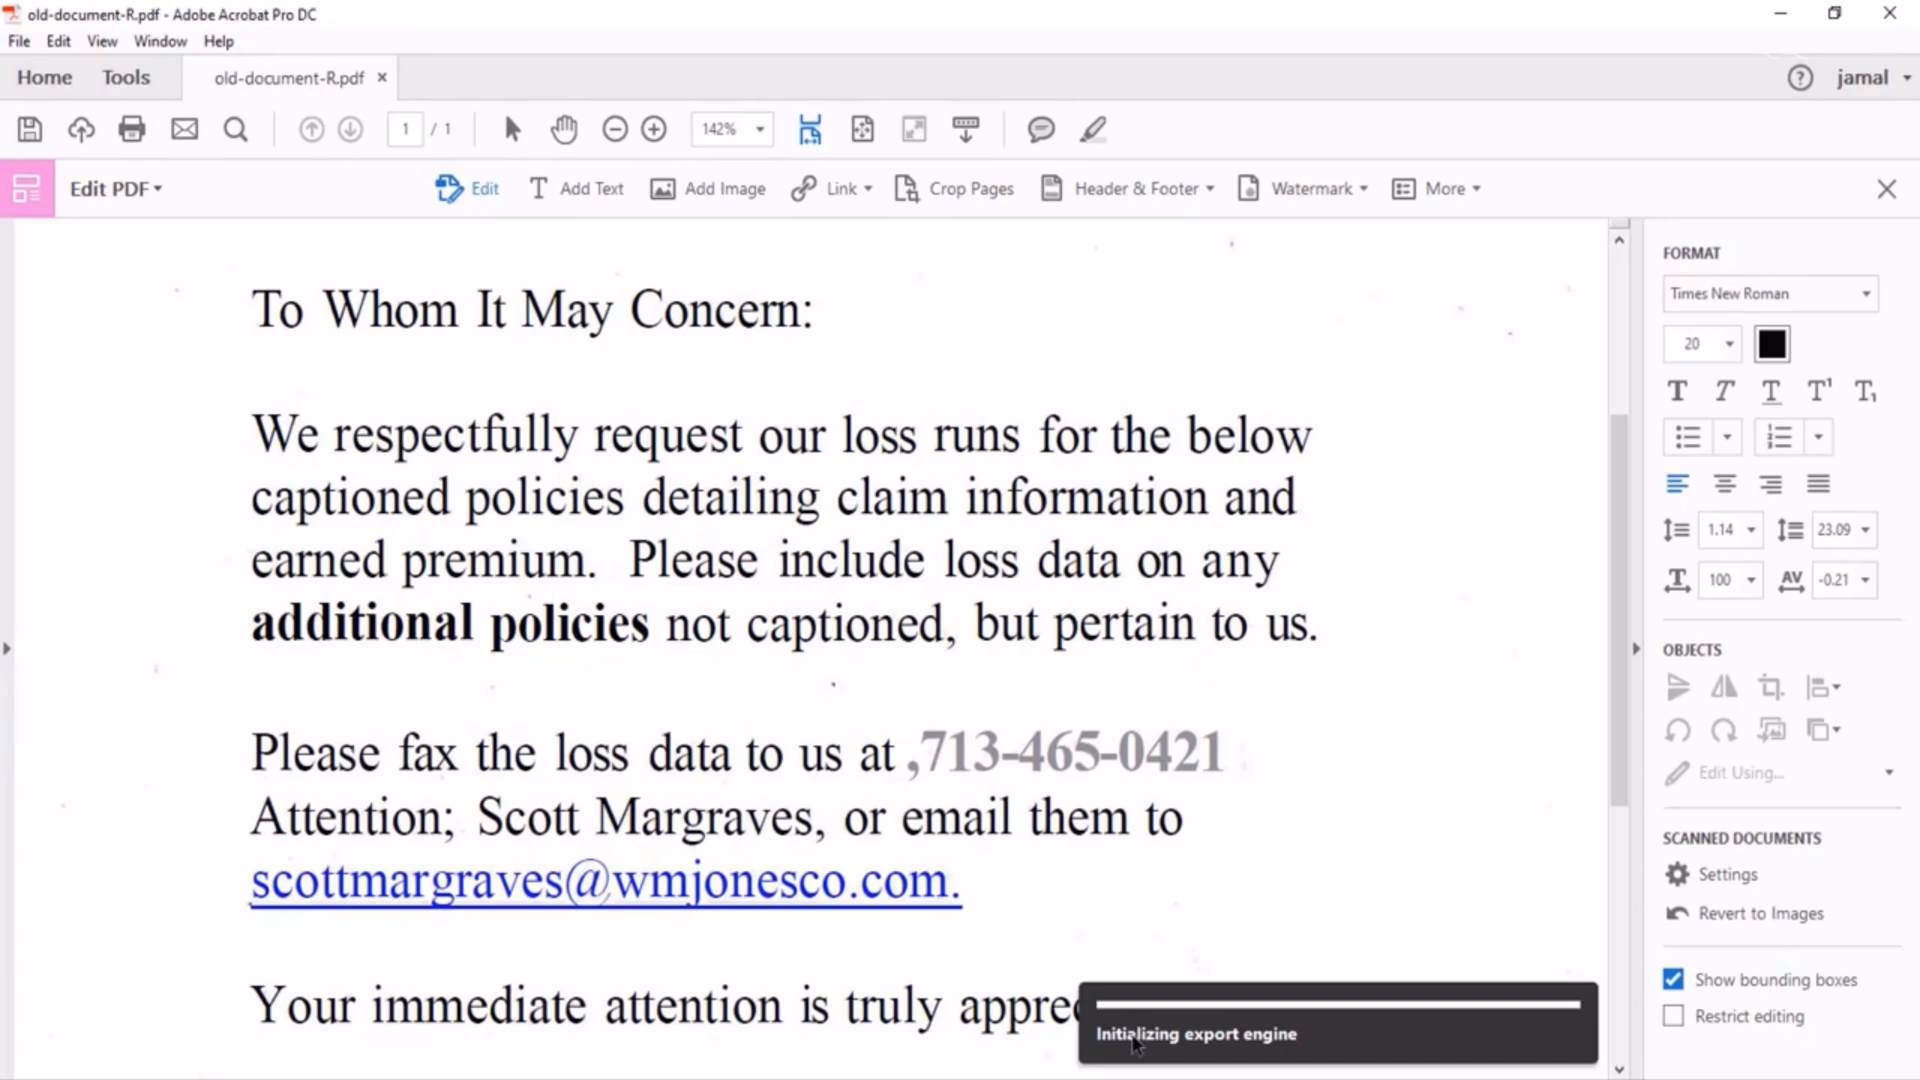 old-document-R.pdf - Adobe Acrobat Pro DC
File Edit View Window Help
Home Tools old-document-R.pdf × jamal
1 / 1 142%
Edit PDF Edit Add Text Add Image Link Crop Pages Header & Footer Watermark More
To Whom It May Concern:
We respectfully request our loss runs for the below
captioned policies detailing claim information and
earned premium. Please include loss data on any
additional policies not captioned, but pertain to us.
Please fax the loss data to us at ,713-465-0421
Attention; Scott Margraves, or email them to
scottmargraves@wmjonesco.com.
Your immediate attention is truly
Initializing export engine
FORMAT
Times New Roman
20
1.14 23.09
100 -0.21
OBJECTS
Edit Using...
SCANNED DOCUMENTS
Settings
Revert to Images
Show bounding boxes
Restrict editing